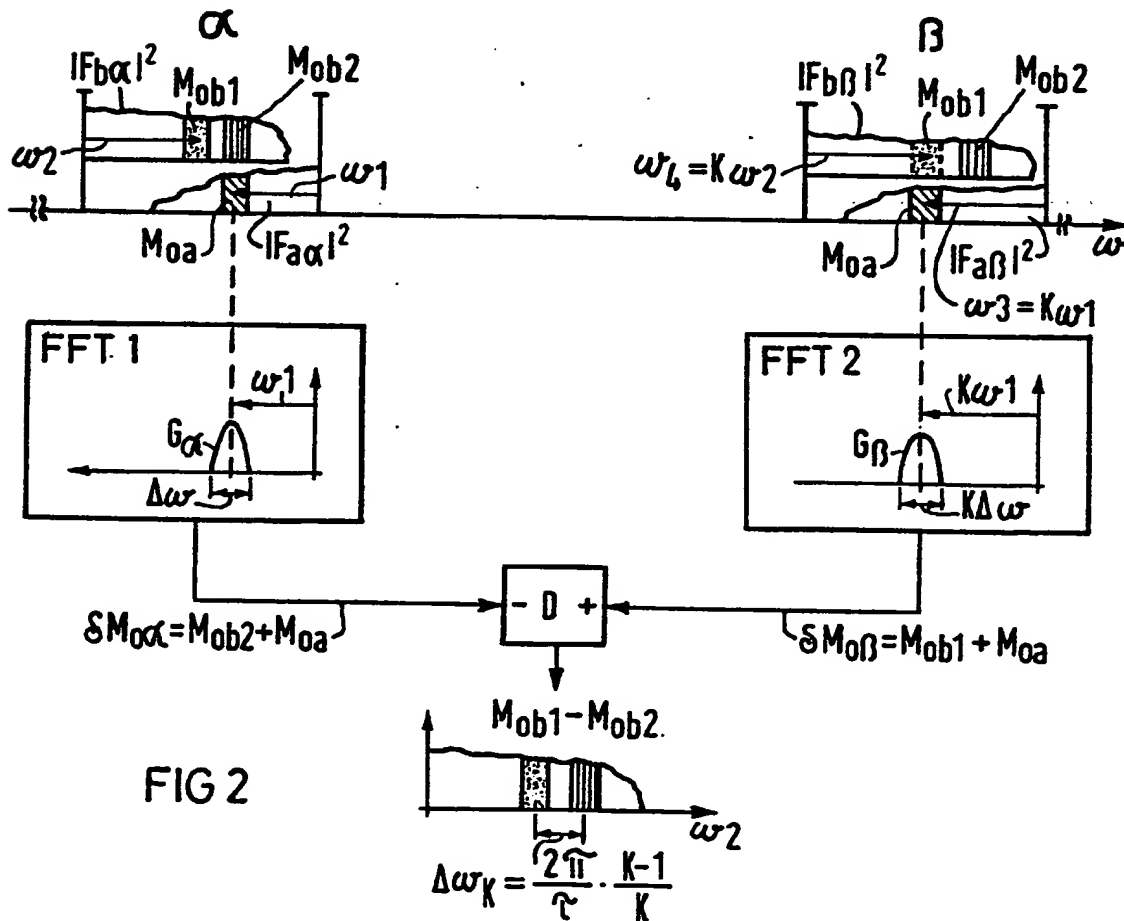 α
β
|Fbα|²
Mob1
Mob2
ω2
ω1
Moa
|Faα|²
|Fbβ|²
Mob1
Mob2
ω4=Kω2
Moa
|Faβ|²
ω
ω3=Kω1
FFT 1
ω1
Gα
Δω
FFT 2
Kω1
Gβ
KΔω
- D +
δMoα=Mob2+Moa
δMoβ=Mob1+Moa
Mob1-Mob2
FIG 2
ω2
ΔωK = 2π/τ · K-1/K